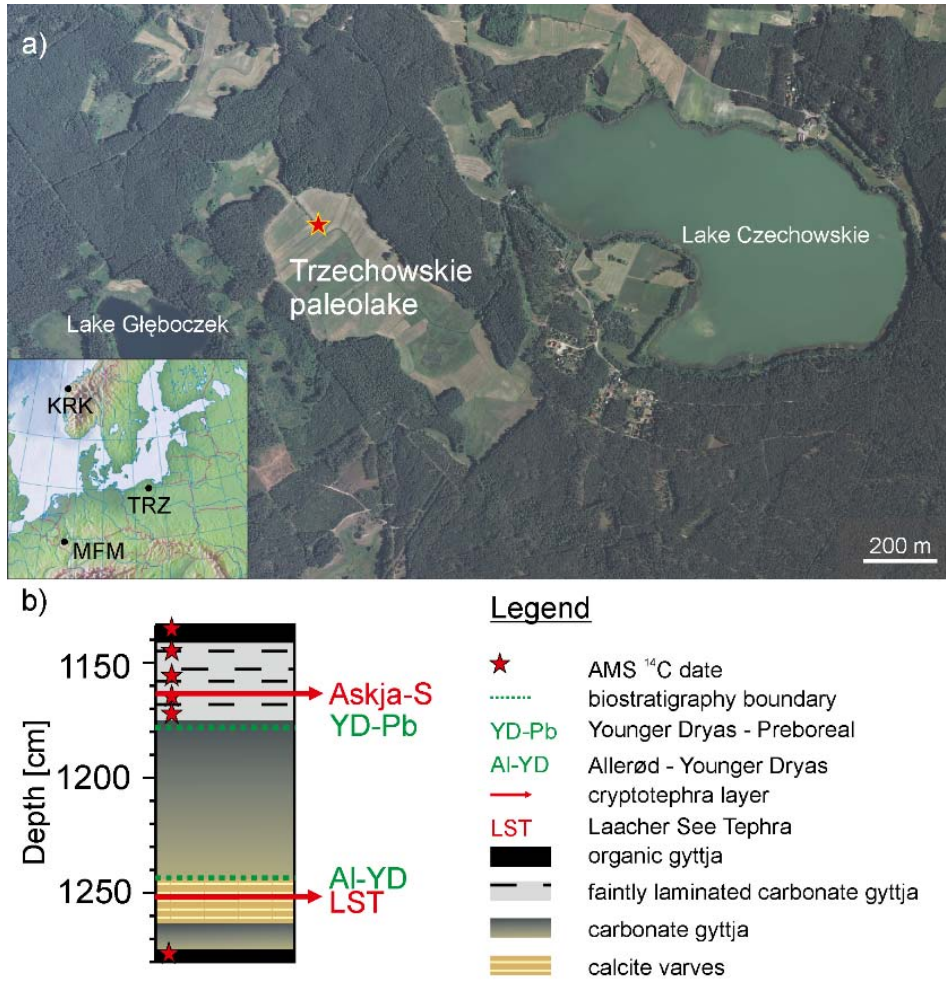 a)
Lake Czechowskie
Trzechowskie
paleolake
Lake Głęboczek
KRK
TRZ
MFM
200 m
b)
Depth [cm]
1150
1200
1250
Askja-S
YD-Pb
Al-YD
LST
Legend
AMS ¹⁴C date
biostratigraphy boundary
YD-Pb Younger Dryas - Preboreal
Al-YD Allerød - Younger Dryas
cryptotephra layer
LST Laacher See Tephra
organic gyttja
faintly laminated carbonate gyttja
carbonate gyttja
calcite varves